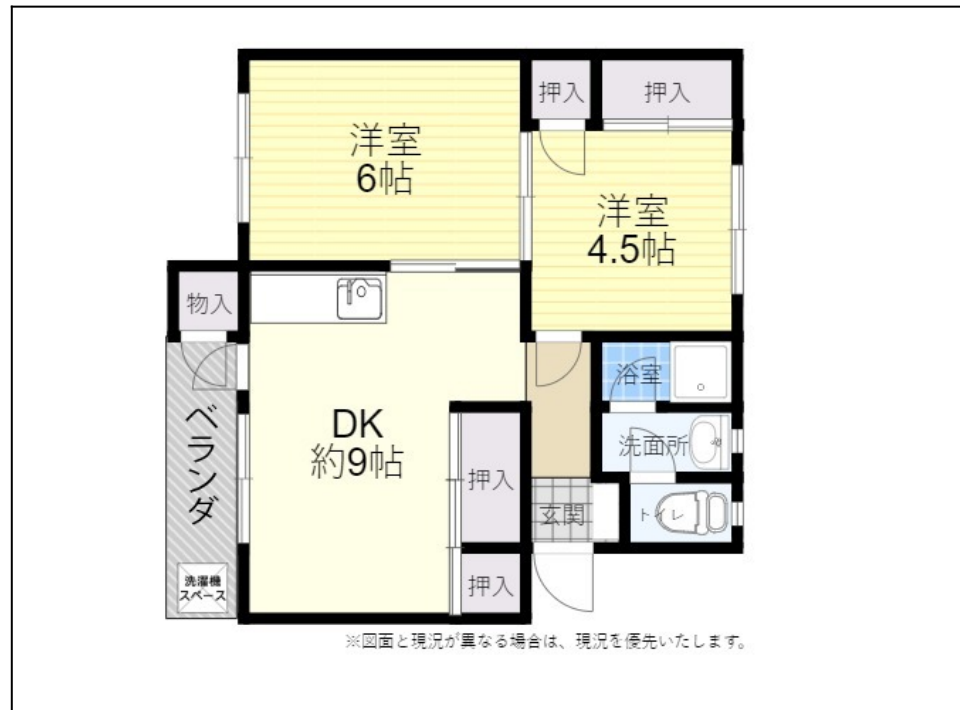 押入
押入
洋室
6帖
洋室
4.5帖
物入
浴室
DK
約9帖
ベランダ
洗面所
押入
玄関
トイレ
押入
洗濯機
スペース
※図面と現況が異なる場合は、現況を優先いたします。